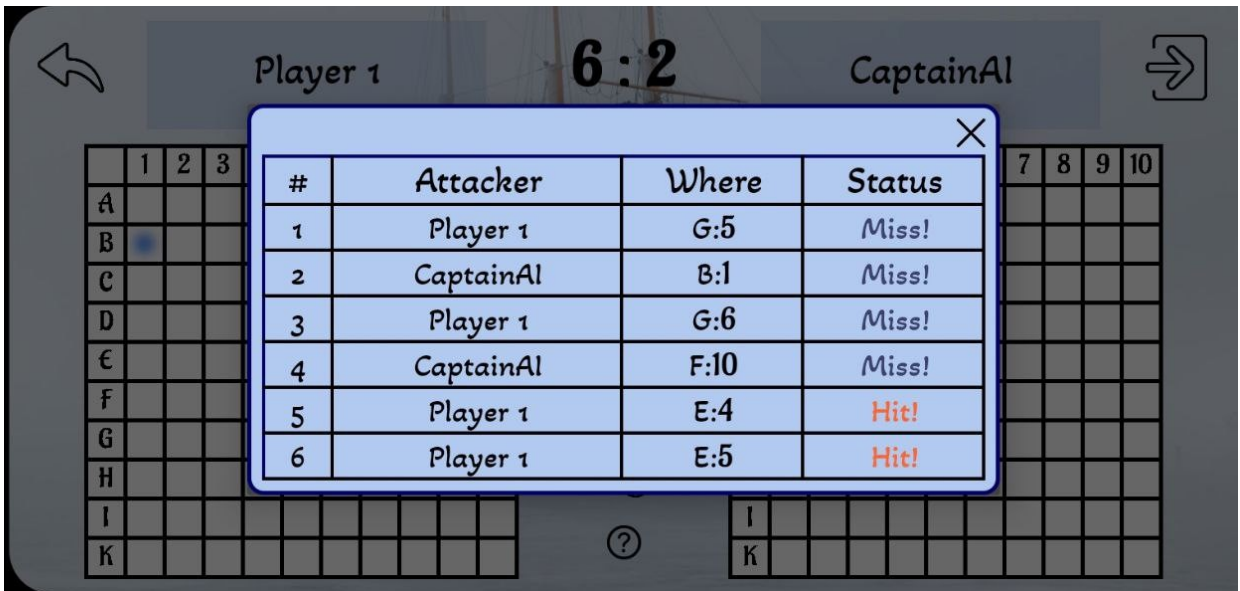 Player 1 6 : 2 CaptainAl
1 2 3 7 8 9 10
# Attacker Where Status
A
1 Player 1 G:5 Miss!
B
2 CaptainAl B:1 Miss!
C
3 Player 1 G:6 Miss!
D
4 CaptainAl F:10 Miss!
E
5 Player 1 E:4 Hit!
F
6 Player 1 E:5 Hit!
G
H
I I
K ? K